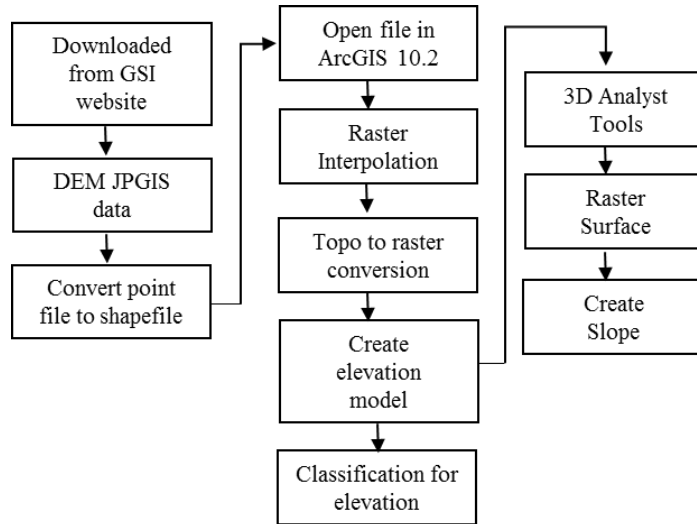 Downloaded
from GSI
website
DEM JPGIS
data
Convert point
file to shapefile
Open file in
ArcGIS 10.2
Raster
Interpolation
Topo to raster
conversion
Create
elevation
model
Classification for
elevation
3D Analyst
Tools
Raster
Surface
Create
Slope